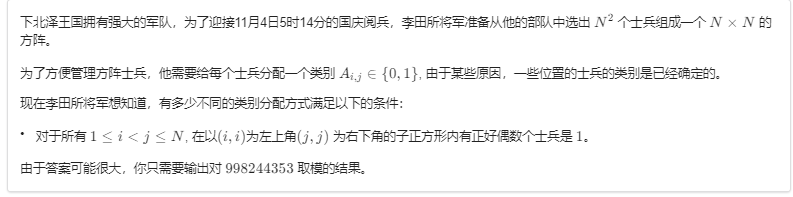 下北泽王国拥有强大的军队，为了迎接11月4日5时14分的国庆阅兵，李田所将军准备从他的部队中选出 N² 个士兵组成一个 N × N 的
方阵。
为了方便管理方阵士兵，他需要给每个士兵分配一个类别 A_{i,j} ∈ {0, 1}, 由于某些原因，一些位置的士兵的类别是已经确定的。
现在李田所将军想知道，有多少不同的类别分配方式满足以下的条件：
• 对于所有 1 ≤ i < j ≤ N, 在以(i, i)为左上角(j, j) 为右下角的子正方形内有正好偶数个士兵是 1。
由于答案可能很大，你只需要输出对 998244353 取模的结果。